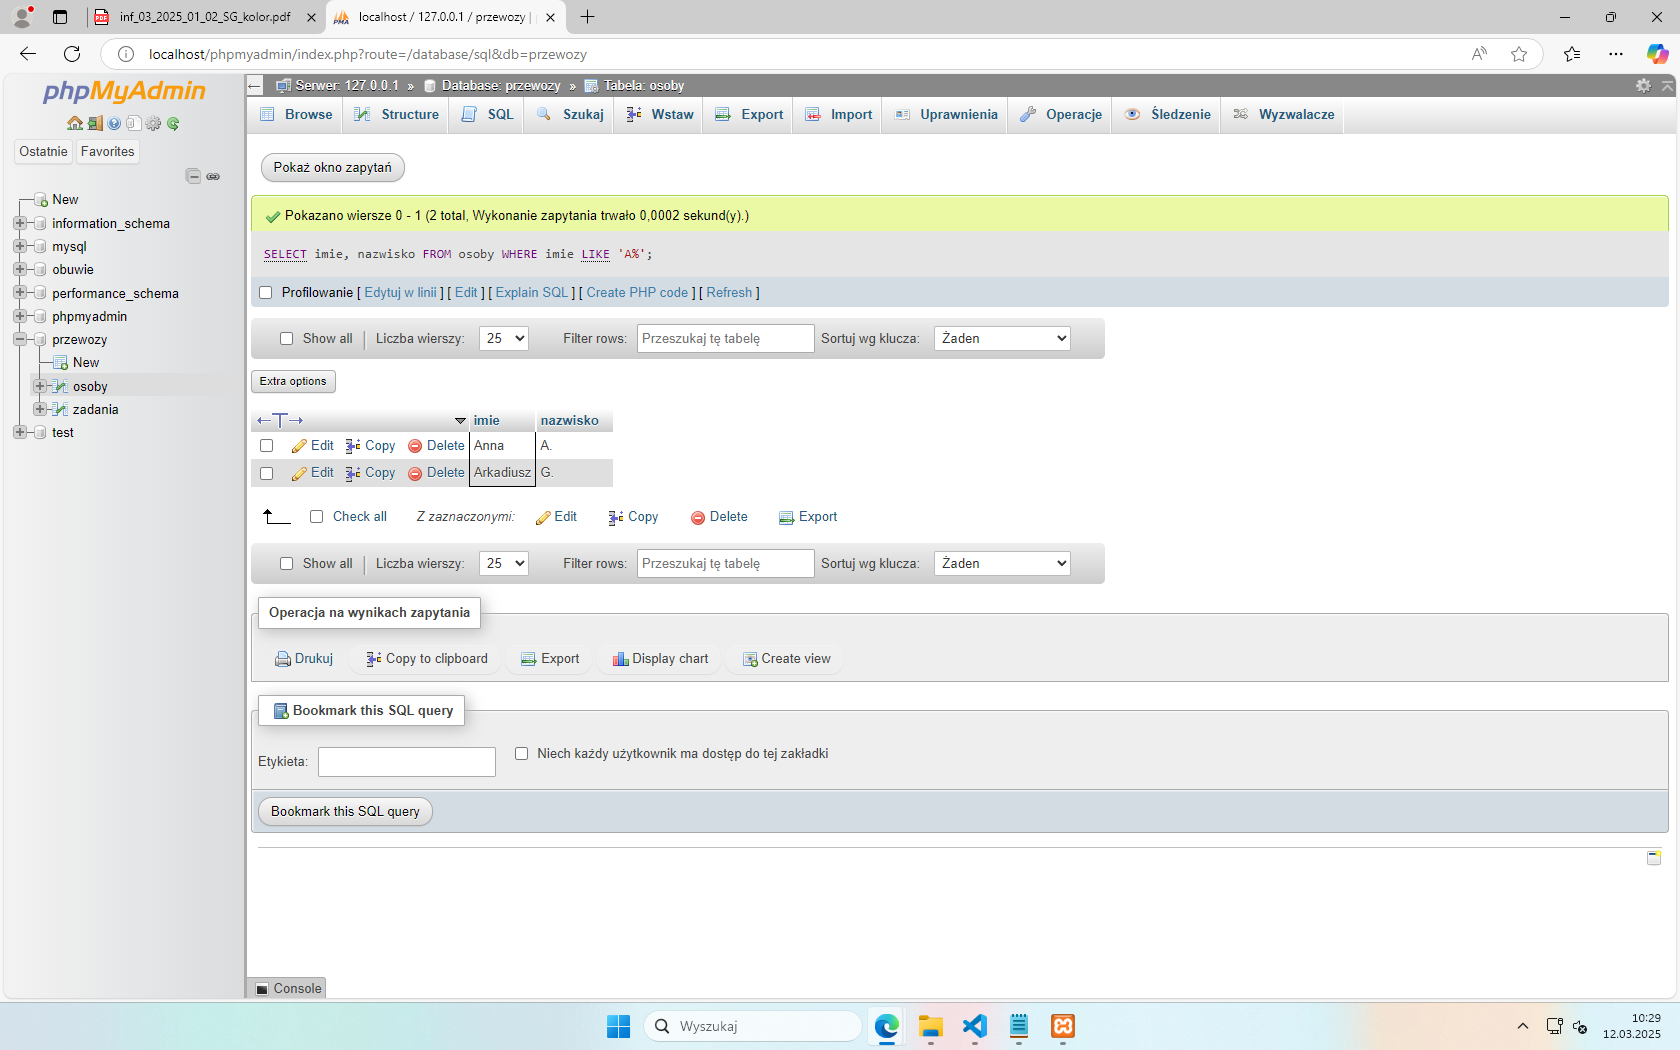 inf_03_2025_01_02_SG_kolor.pdf
localhost / 127.0.0.1 / przewozy |
localhost/phpmyadmin/index.php?route=/database/sql&db=przewozy
phpMyAdmin
Ostatnie Favorites
New
information_schema
mysql
obuwie
performance_schema
phpmyadmin
przewozy
New
osoby
zadania
test
Serwer: 127.0.0.1 » Database: przewozy » Tabela: osoby
Browse Structure SQL Szukaj Wstaw Export Import Uprawnienia Operacje Śledzenie Wyzwalacze
Pokaż okno zapytań
Pokazano wiersze 0 - 1 (2 total, Wykonanie zapytania trwało 0,0002 sekund(y).)
SELECT imie, nazwisko FROM osoby WHERE imie LIKE 'A%';
Profilowanie [ Edytuj w linii ] [ Edit ] [ Explain SQL ] [ Create PHP code ] [ Refresh ]
Show all Liczba wierszy: 25 Filter rows: Przeszukaj tę tabelę Sortuj wg klucza: Żaden
Extra options
imie nazwisko
Edit Copy Delete Anna A.
Edit Copy Delete Arkadiusz G.
Check all Z zaznaczonymi: Edit Copy Delete Export
Show all Liczba wierszy: 25 Filter rows: Przeszukaj tę tabelę Sortuj wg klucza: Żaden
Operacja na wynikach zapytania
Drukuj Copy to clipboard Export Display chart Create view
Bookmark this SQL query
Etykieta: Niech każdy użytkownik ma dostęp do tej zakładki
Bookmark this SQL query
Console
Wyszukaj
10:29
12.03.2025